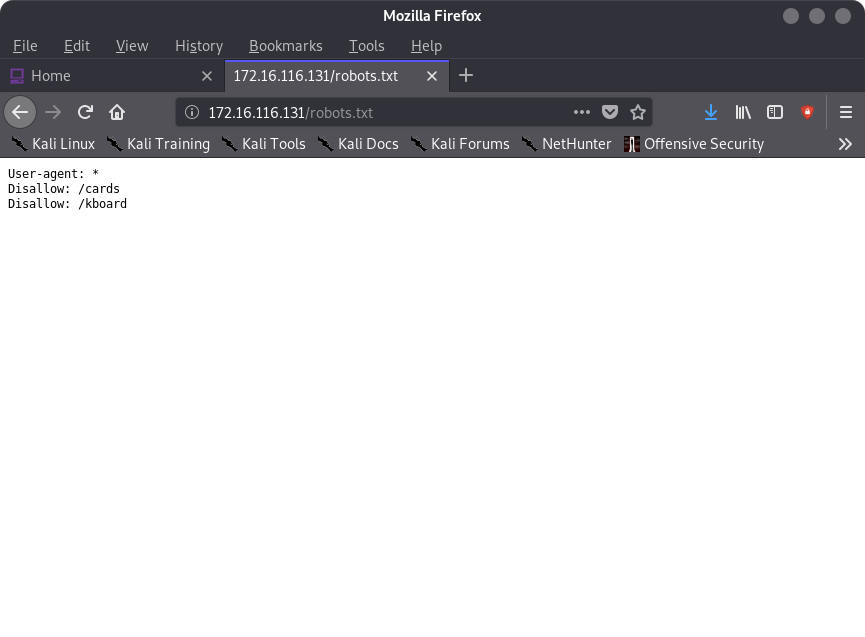 Mozilla Firefox
File Edit View History Bookmarks Tools Help
Home 172.16.116.131/robots.txt
172.16.116.131/robots.txt
Kali Linux Kali Training Kali Tools Kali Docs Kali Forums NetHunter Offensive Security
User-agent: *
Disallow: /cards
Disallow: /kboard